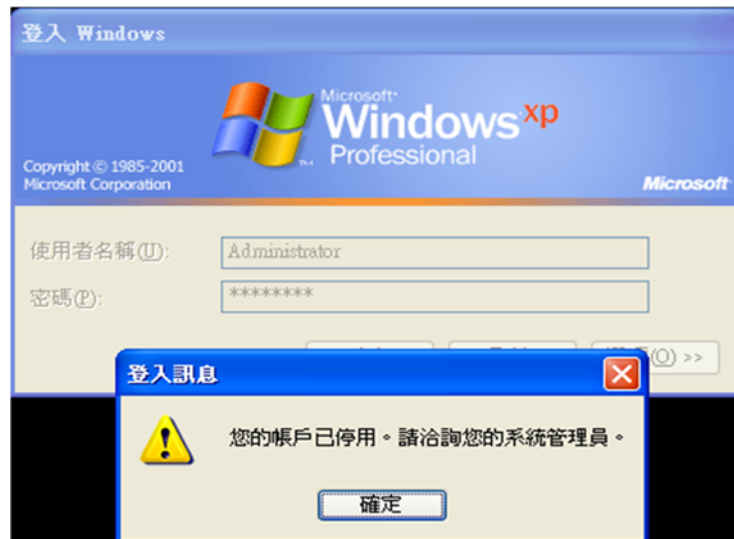 登入 Windows
Microsoft
Windows xp
Professional
Copyright © 1985-2001
Microsoft Corporation
Microsoft
使用者名稱(U):
Administrator
密碼(P):
********
(O) >>
登入訊息
您的帳戶已停用。請洽詢您的系統管理員。
確定